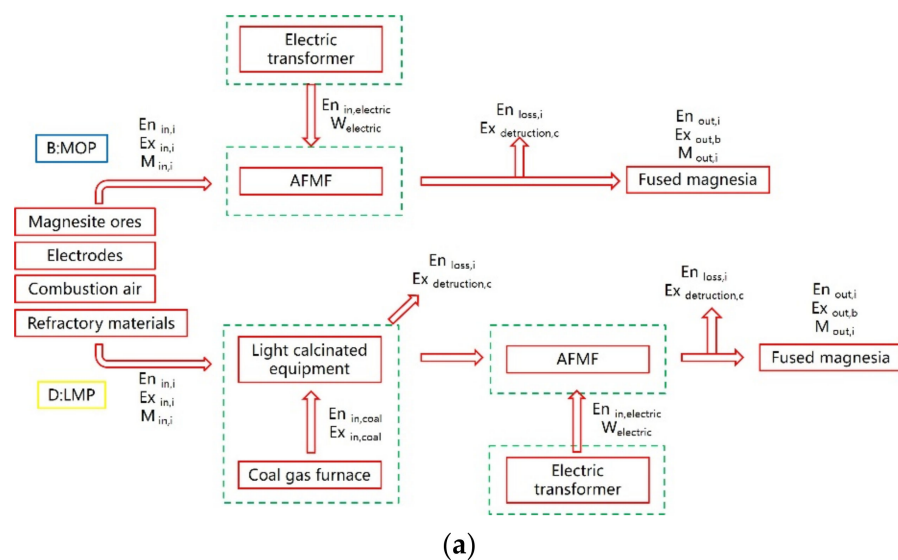 Electric
transformer
En in,electric
Welectric
En in,i
Ex in,i
M in,i
B:MOP
AFMF
En loss,i
Ex detruction,c
En out,i
Ex out,b
M out,i
Fused magnesia
Magnesite ores
Electrodes
Combustion air
Refractory materials
D:LMP
En in,i
Ex in,i
M in,i
Light calcinated
equipment
En in,coal
Ex in,coal
Coal gas furnace
En loss,i
Ex detruction,c
AFMF
En in,electric
Welectric
Electric
transformer
En loss,i
Ex detruction,c
En out,i
Ex out,b
M out,i
Fused magnesia
(a)